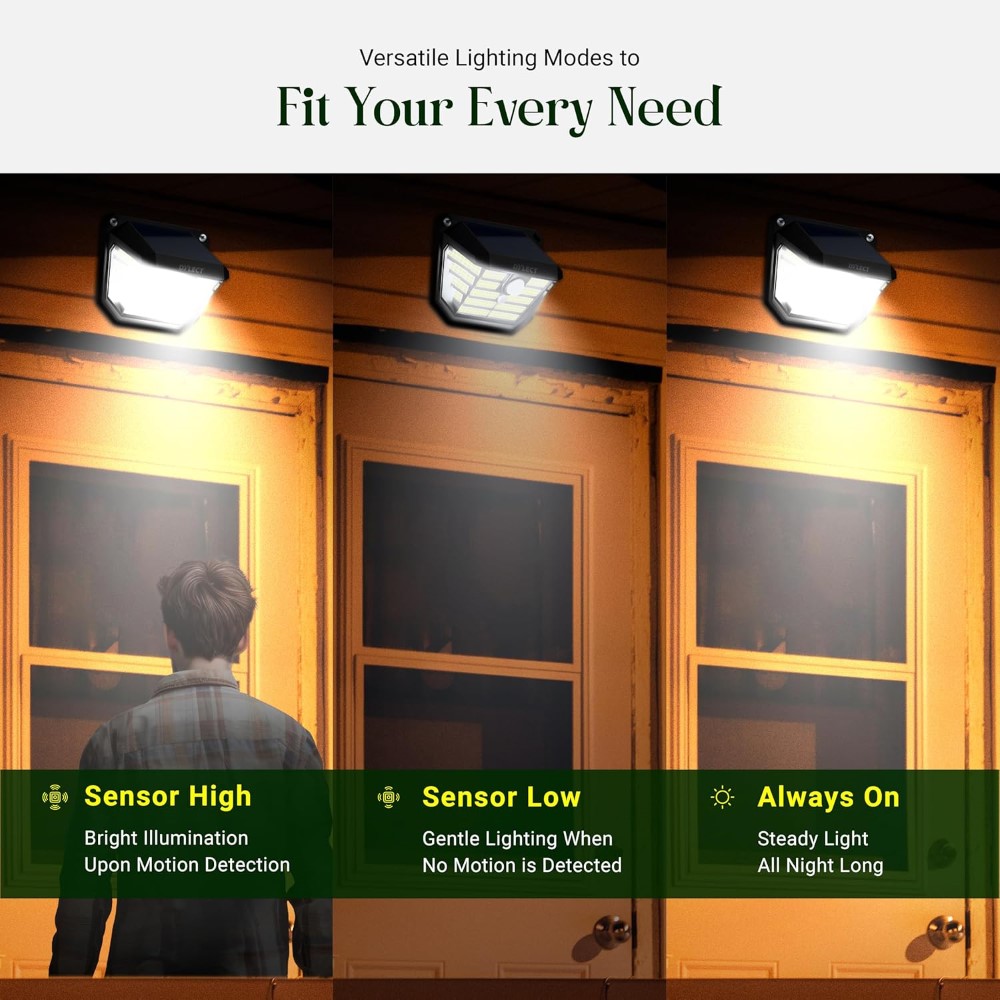 Versatile Lighting Modes to
Fit Your Every Need
Sensor High
Bright Illumination
Upon Motion Detection
Sensor Low
Gentle Lighting When
No Motion is Detected
Always On
Steady Light
All Night Long